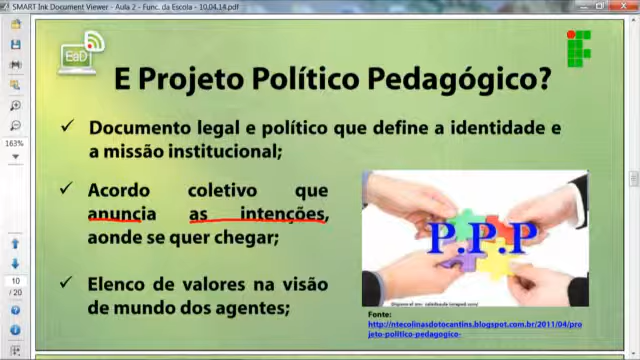 SMART Ink Document Viewer - Aula 2 - Func. da Escola - 10.04.14.pdf
EaD
E Projeto Político Pedagógico?
✓ Documento legal e político que define a identidade e
a missão institucional;
✓ Acordo coletivo que
anuncia as intenções,
aonde se quer chegar;
✓ Elenco de valores na visão
de mundo dos agentes;
P.P.P
Fonte:
http://ntecolinasdotocantins.blogspot.com.br/2011/04/pro
jeto-politico-pedagogico-
163%
10
/ 20